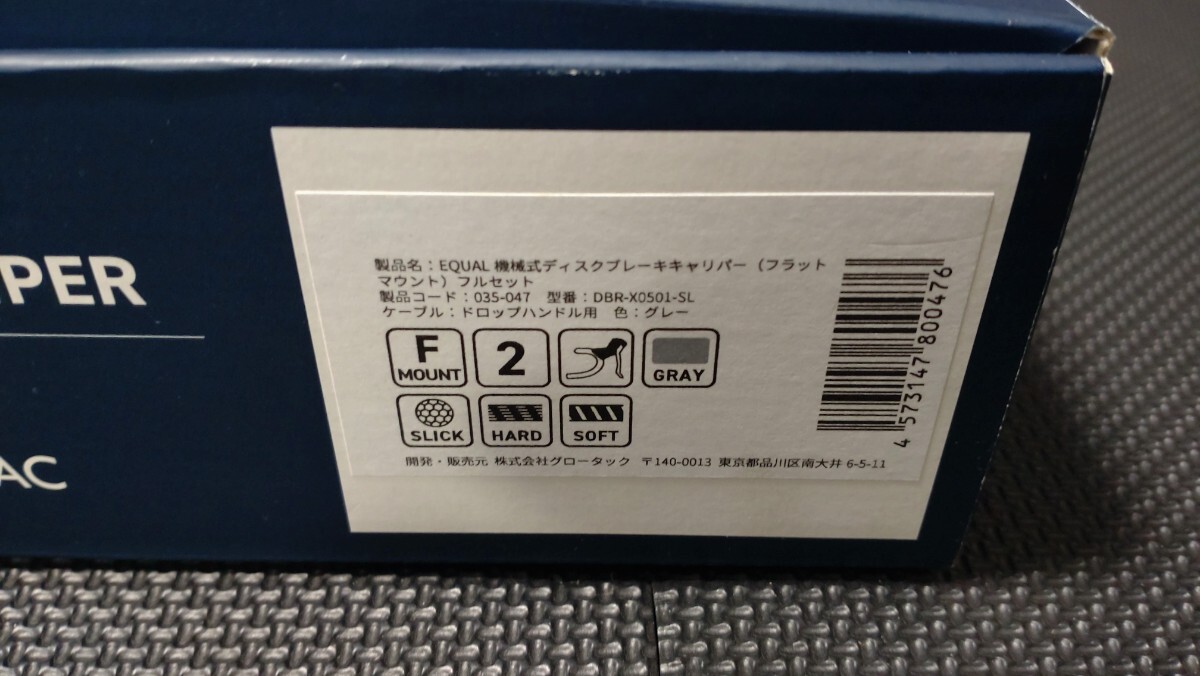 PER
AC
製品名：EQUAL 機械式ディスクブレーキキャリパー（フラット
マウント）フルセット
製品コード：035-047 型番：DBR-X0501-SL
ケーブル：ドロップハンドル用 色：グレー
F
MOUNT
2
GRAY
SLICK
HARD
SOFT
開発・販売元 株式会社グロータック 〒140-0013 東京都品川区南大井 6-5-11
4 573147 800476